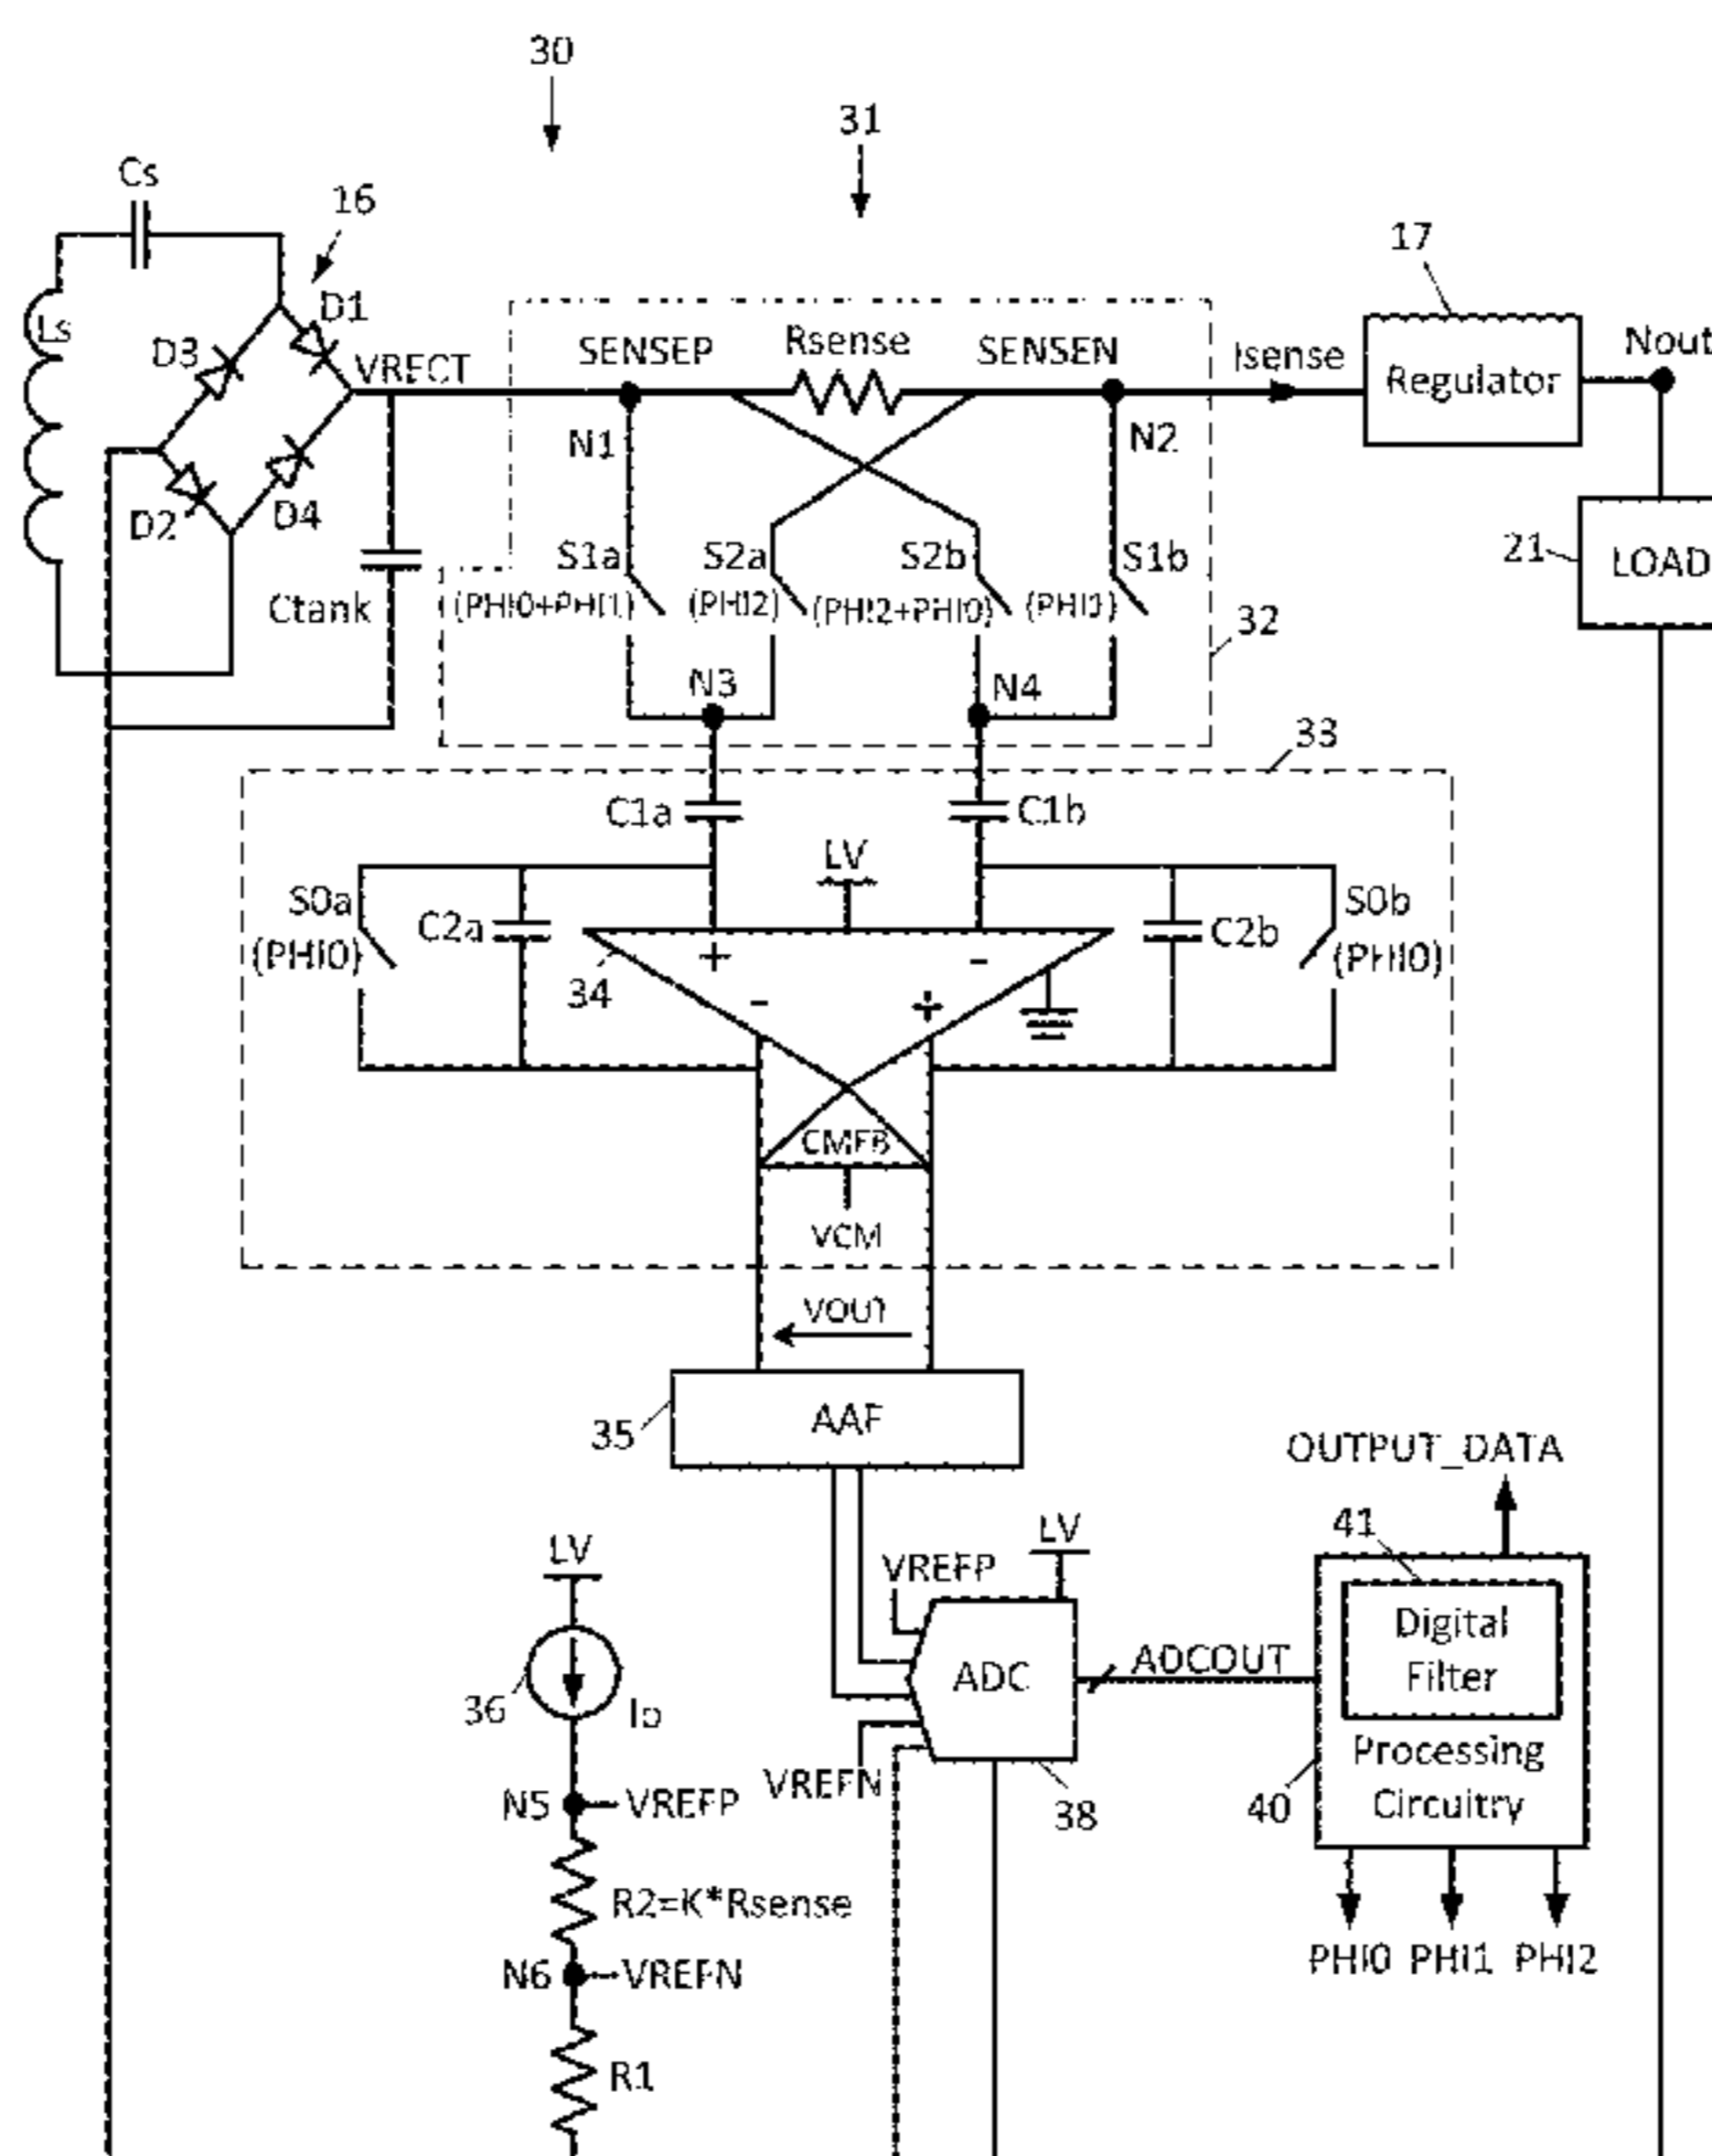 30
31
Cs
16
17
Ls
D1
D3
VRECT
SENSEP
Rsense
SENSEN
Isense
Regulator
Nout
N1
N2
D2
D4
Ctank
S1a
(PHI0+PHI1)
S2a
(PHI2)
S2b
(PHI2+PHI0)
S1b
(PHI1)
21
LOAD
32
N3
N4
33
C1a
C1b
LV
S0a
(PHI0)
C2a
+
-
C2b
S0b
(PHI0)
34
-
+
CMFB
VCM
VOUT
35
AAF
OUTPUT_DATA
LV
LV
41
VREFP
Digital
Filter
ADC
ADCOUT
36
Processing
Circuitry
VREFN
38
40
N5
VREFP
R2=K*Rsense
N6
VREFN
PHI0 PHI1 PHI2
R1